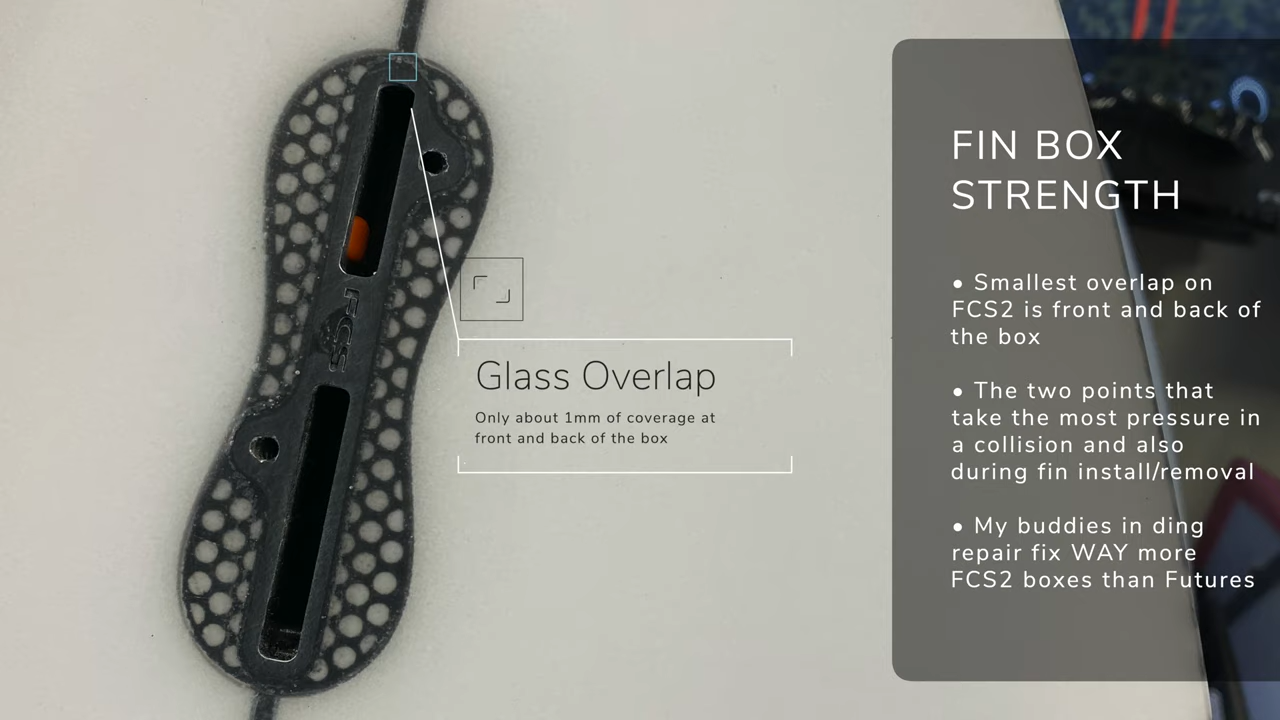 FIN BOX
STRENGTH
• Smallest overlap on
FCS2 is front and back of
the box
• The two points that
take the most pressure in
a collision and also
during fin install/removal
• My buddies in ding
repair fix WAY more
FCS2 boxes than Futures
Glass Overlap
Only about 1mm of coverage at
front and back of the box
FCS